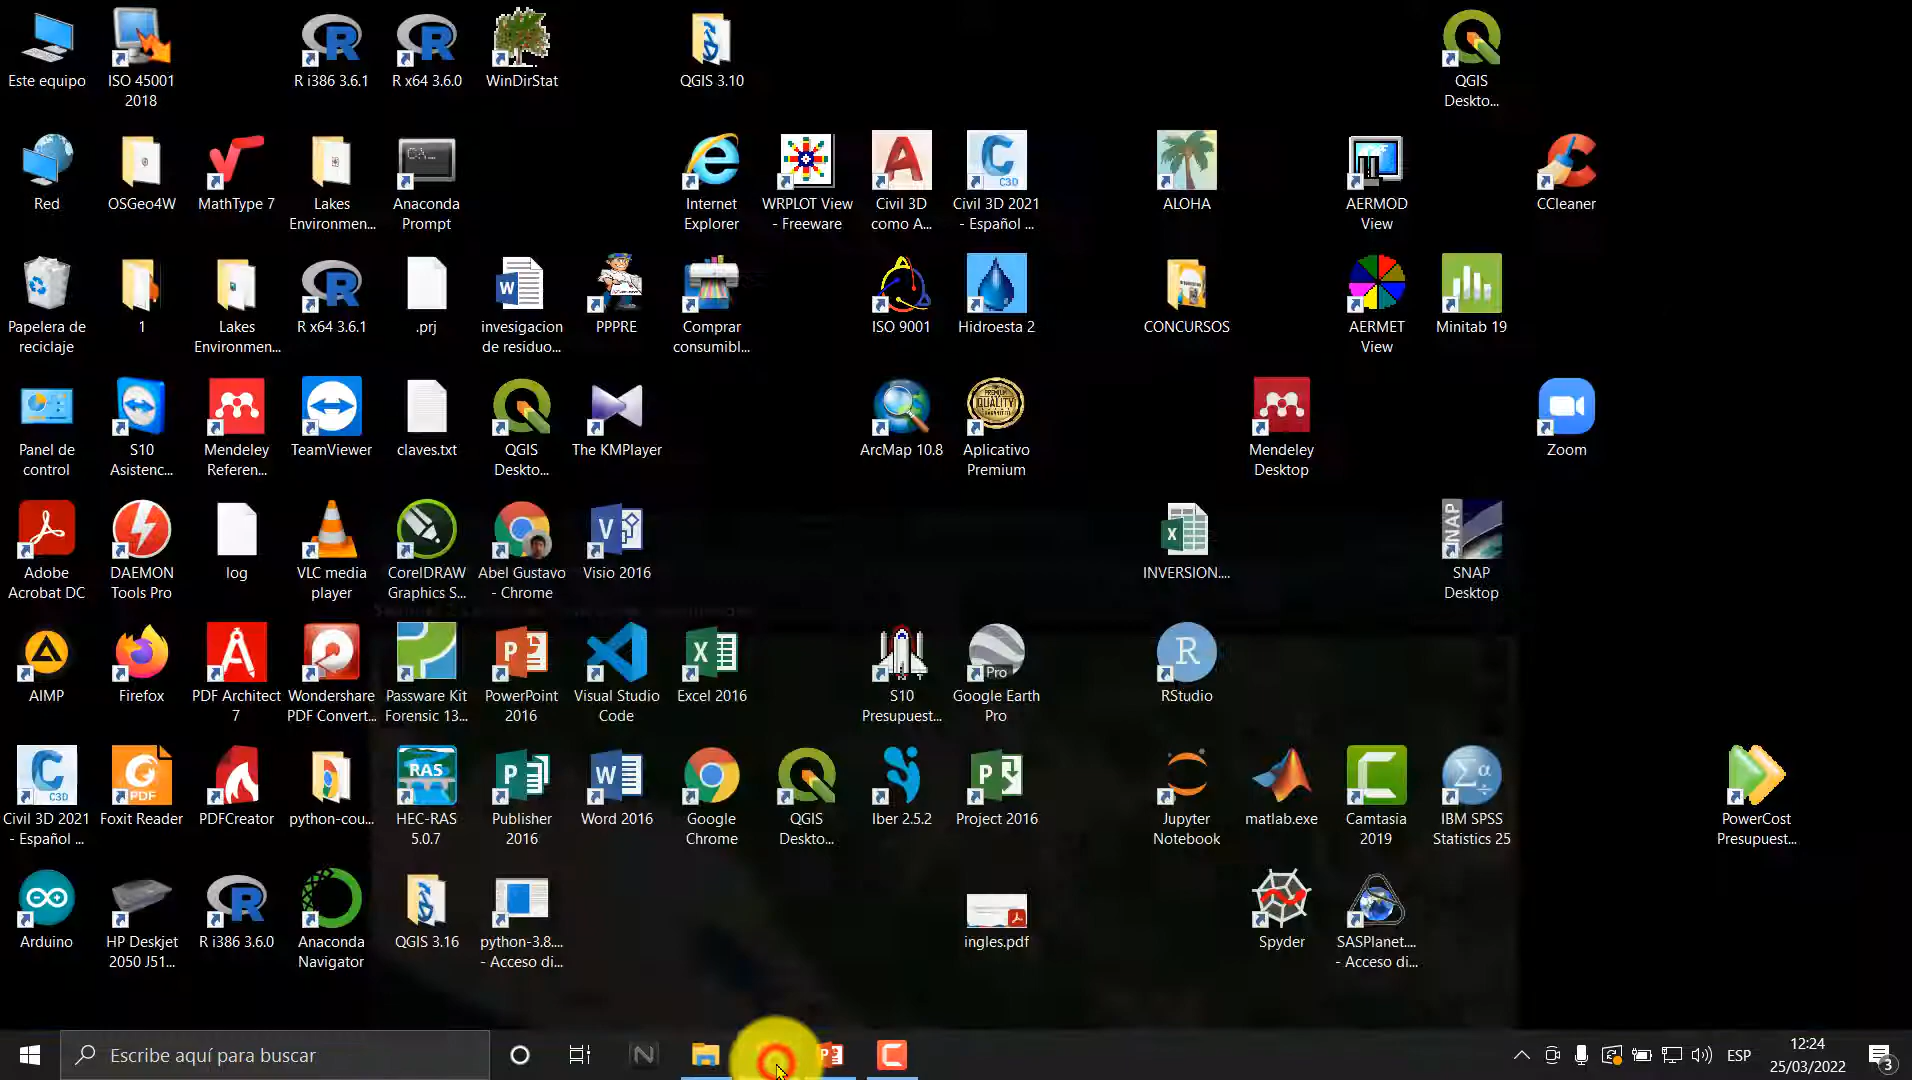 Este equipo
ISO 45001
2018
R i386 3.6.1
R x64 3.6.0
WinDirStat
QGIS 3.10
QGIS
Deskto...
Red
OSGeo4W
MathType 7
Lakes
Environmen...
Anaconda
Prompt
Internet
Explorer
WRPLOT View
- Freeware
Civil 3D
como A...
Civil 3D 2021
- Español ...
ALOHA
AERMOD
View
CCleaner
Papelera de
reciclaje
1
Lakes
Environmen...
R x64 3.6.1
.prj
invesigacion
de residuo...
PPPRE
Comprar
consumibl...
ISO 9001
Hidroesta 2
CONCURSOS
AERMET
View
Minitab 19
Panel de
control
S10
Asistenc...
Mendeley
Referen...
TeamViewer
claves.txt
QGIS
Deskto...
The KMPlayer
ArcMap 10.8
Aplicativo
Premium
Mendeley
Desktop
Zoom
Adobe
Acrobat DC
DAEMON
Tools Pro
log
VLC media
player
CorelDRAW
Graphics S...
Abel Gustavo
- Chrome
Visio 2016
INVERSION....
SNAP
Desktop
AIMP
Firefox
PDF Architect
7
Wondershare
PDF Convert...
Passware Kit
Forensic 13...
PowerPoint
2016
Visual Studio
Code
Excel 2016
S10
Presupuest...
Google Earth
Pro
RStudio
Civil 3D 2021
- Español ...
Foxit Reader
PDFCreator
python-cou...
HEC-RAS
5.0.7
Publisher
2016
Word 2016
Google
Chrome
QGIS
Deskto...
Iber 2.5.2
Project 2016
Jupyter
Notebook
matlab.exe
Camtasia
2019
IBM SPSS
Statistics 25
PowerCost
Presupuest...
Arduino
HP Deskjet
2050 J51...
R i386 3.6.0
Anaconda
Navigator
QGIS 3.16
python-3.8....
- Acceso di...
ingles.pdf
Spyder
SASPlanet....
- Acceso di...
Escribe aquí para buscar
ESP
12:24
25/03/2022
3